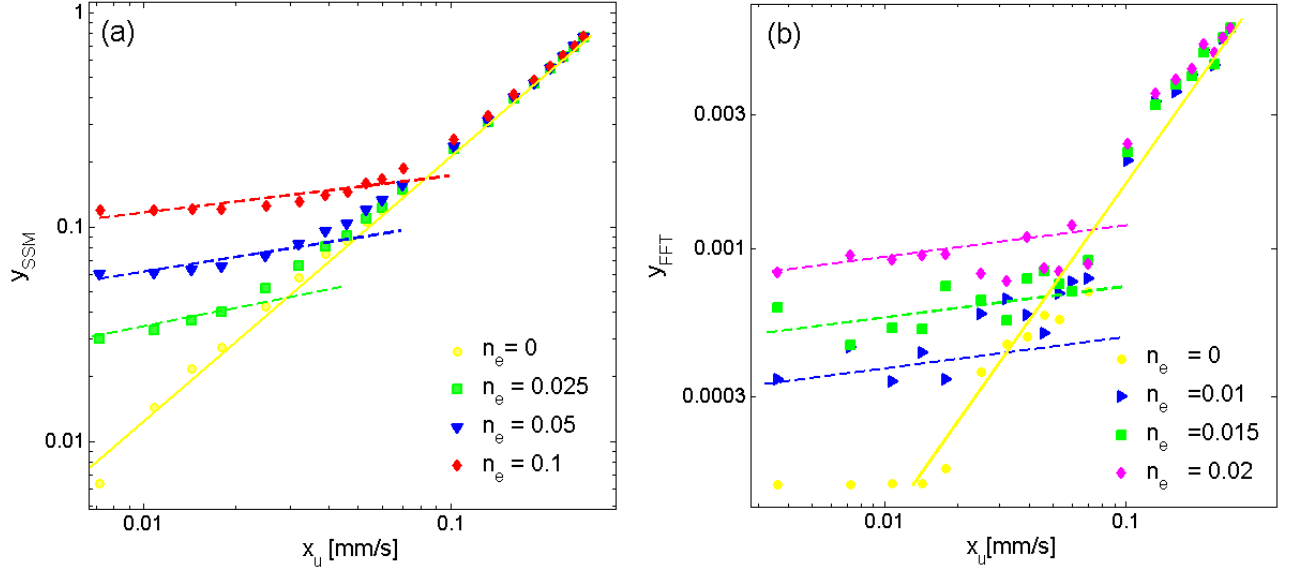 (a)
y_SSM
1
0.1
0.01
0.01
0.1
x_u [mm/s]
n_e = 0
n_e = 0.025
n_e = 0.05
n_e = 0.1
(b)
y_FFT
0.003
0.001
0.0003
0.01
0.1
x_u[mm/s]
n_e = 0
n_e =0.01
n_e =0.015
n_e = 0.02